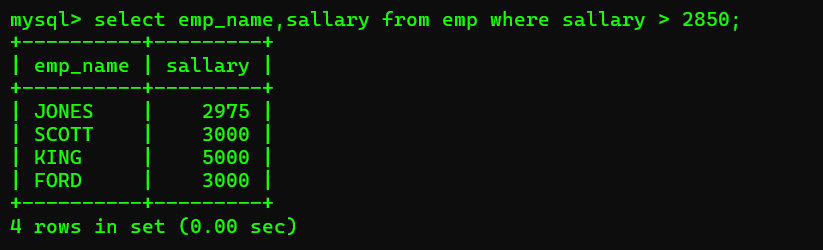 mysql> select emp_name,sallary from emp where sallary > 2850;
+----------+---------+
| emp_name | sallary |
+----------+---------+
| JONES    |    2975 |
| SCOTT    |    3000 |
| KING     |    5000 |
| FORD     |    3000 |
+----------+---------+
4 rows in set (0.00 sec)